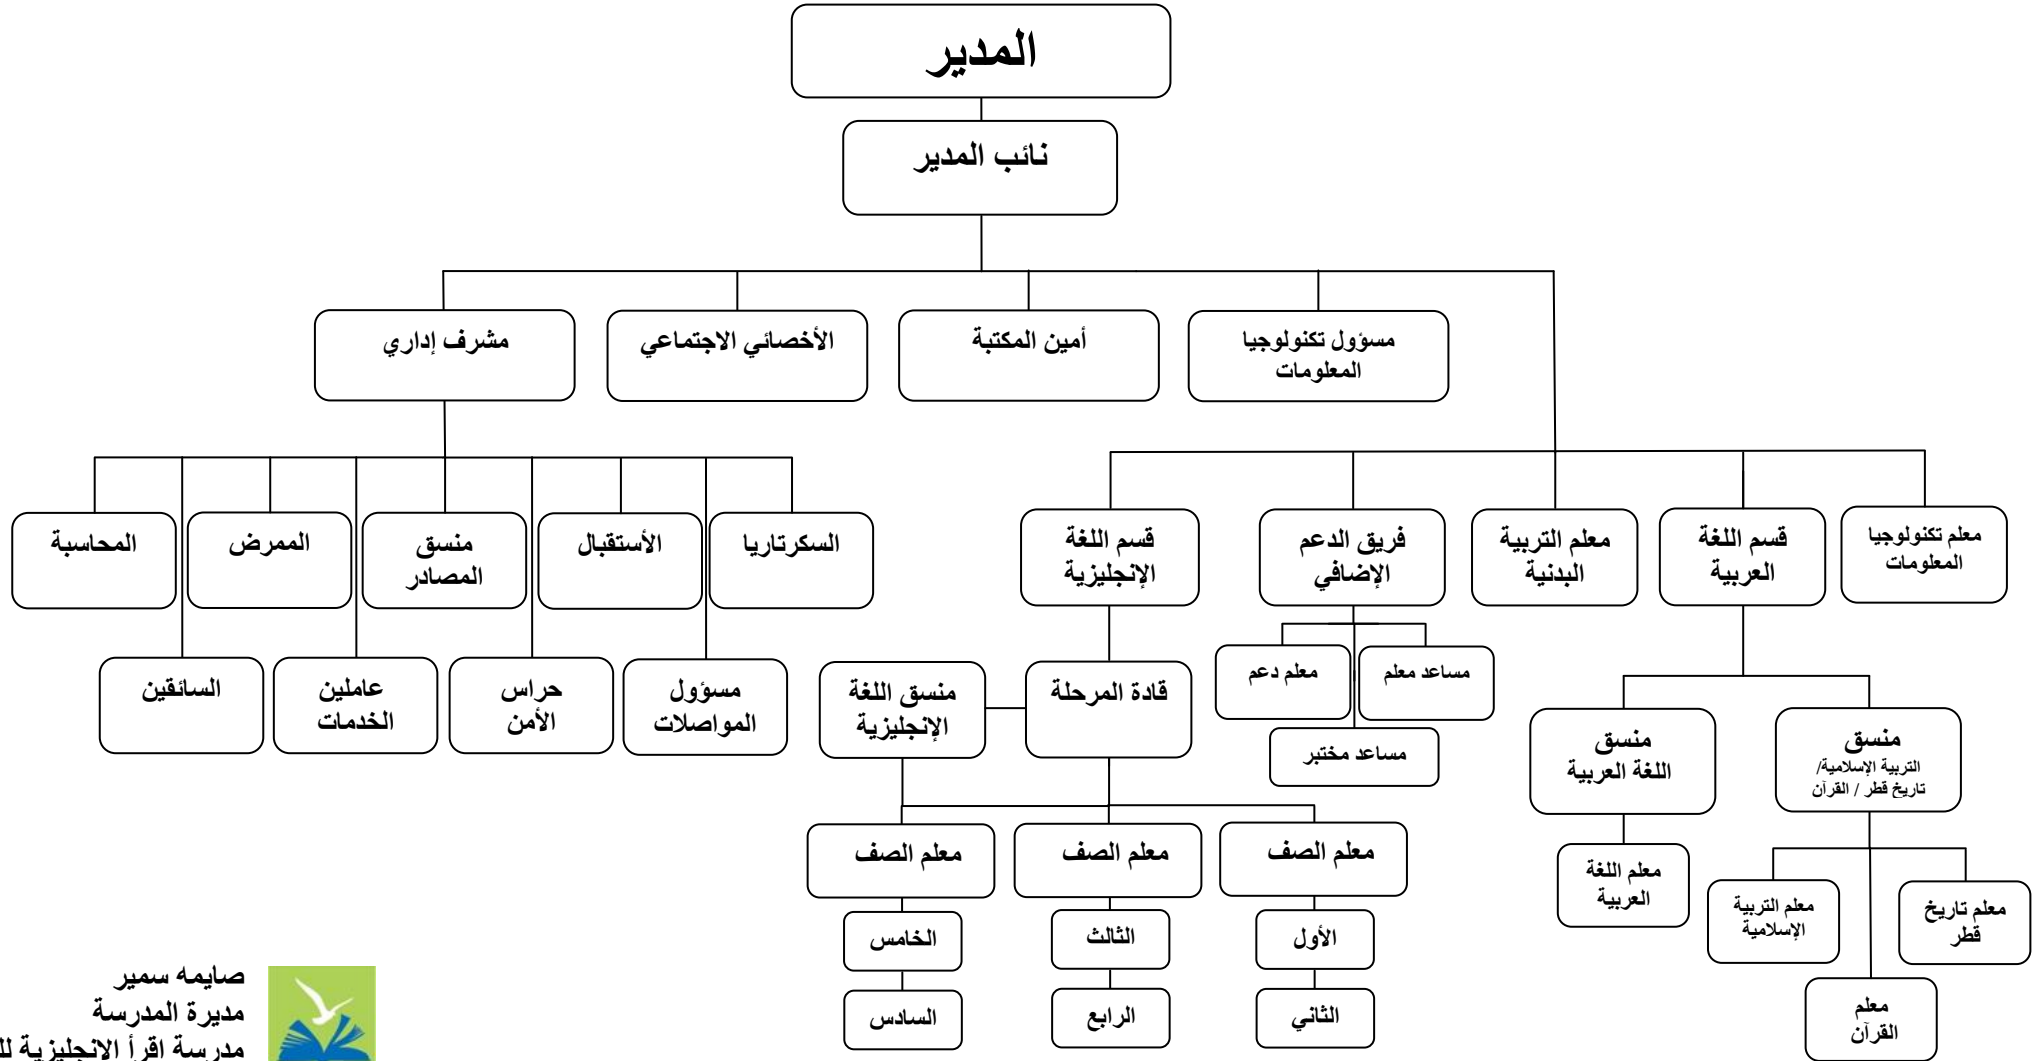 المدير
نائب المدير
مسؤول تكنولوجيا
المعلومات
أمين المكتبة
الأخصائي الاجتماعي
مشرف إداري
معلم تكنولوجيا
المعلومات
قسم اللغة
العربية
معلم التربية
البدنية
فريق الدعم
الإضافي
قسم اللغة
الإنجليزية
السكرتاريا
الأستقبال
منسق
المصادر
الممرض
المحاسبة
مساعد معلم
معلم دعم
مساعد مختبر
قادة المرحلة
منسق اللغة
الإنجليزية
مسؤول
المواصلات
حراس
الأمن
عاملين
الخدمات
السائقين
منسق
التربية الإسلامية/
تاريخ قطر / القرآن
منسق
اللغة العربية
معلم الصف
معلم الصف
معلم الصف
معلم تاريخ
قطر
معلم التربية
الإسلامية
معلم اللغة
العربية
الأول
الثالث
الخامس
معلم
القرآن
الثاني
الرابع
السادس
صايمه سمير
مديرة المدرسة
مدرسة اقرأ الإنجليزية